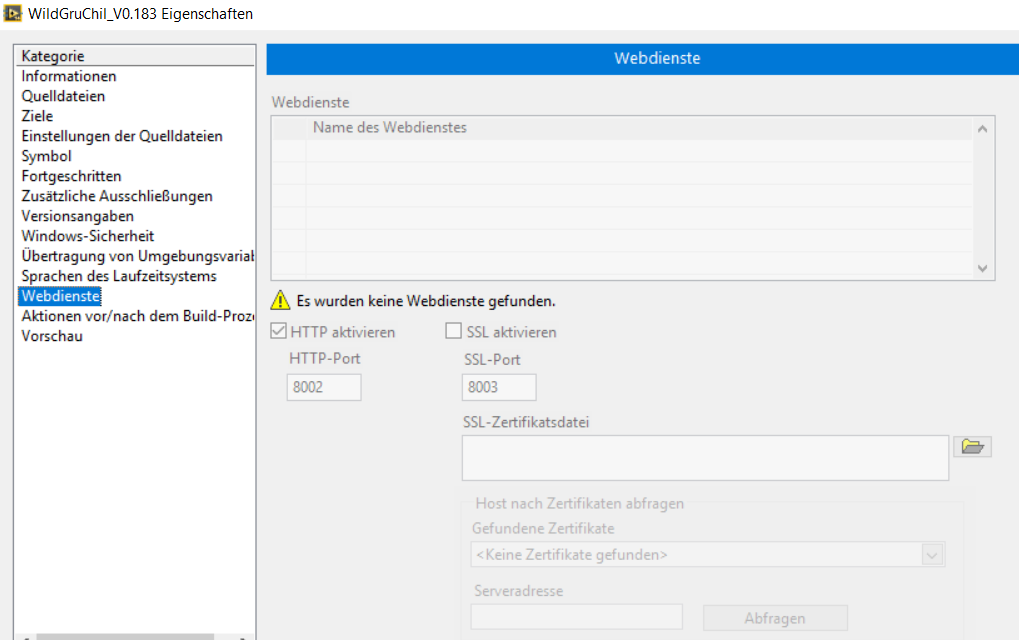 WildGruChil_V0.183 Eigenschaften
Kategorie
Informationen
Quelldateien
Ziele
Einstellungen der Quelldateien
Symbol
Fortgeschritten
Zusätzliche Ausschließungen
Versionsangaben
Windows-Sicherheit
Übertragung von Umgebungsvariab
Sprachen des Laufzeitsystems
Webdienste
Aktionen vor/nach dem Build-Proze
Vorschau
Webdienste
Webdienste
Name des Webdienstes
Es wurden keine Webdienste gefunden.
HTTP aktivieren
SSL aktivieren
HTTP-Port
SSL-Port
8002
8003
SSL-Zertifikatsdatei
Host nach Zertifikaten abfragen
Gefundene Zertifikate
<Keine Zertifikate gefunden>
Serveradresse
Abfragen